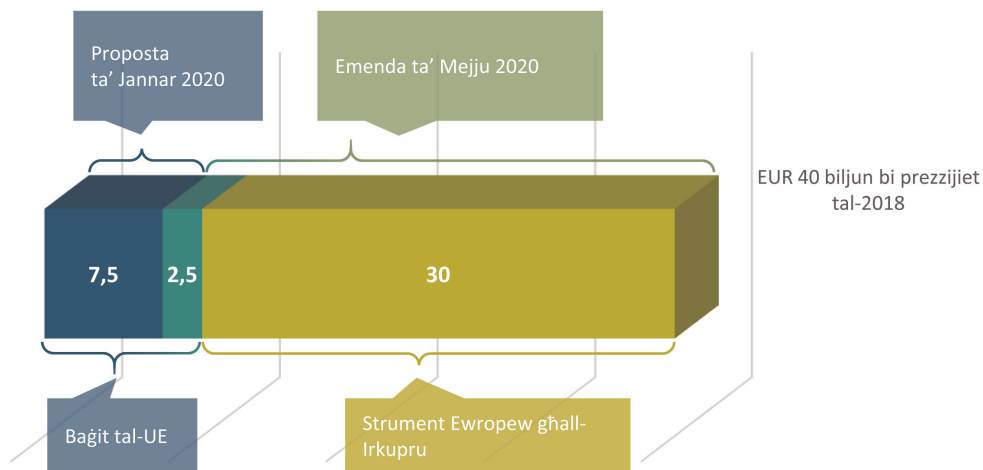 Proposta
ta’ Jannar 2020
Emenda ta’ Mejju 2020
EUR 40 biljun bi prezzijiet
tal-2018
7,5
2,5
30
Baġit tal-UE
Strument Ewropew għall-
Irkupru